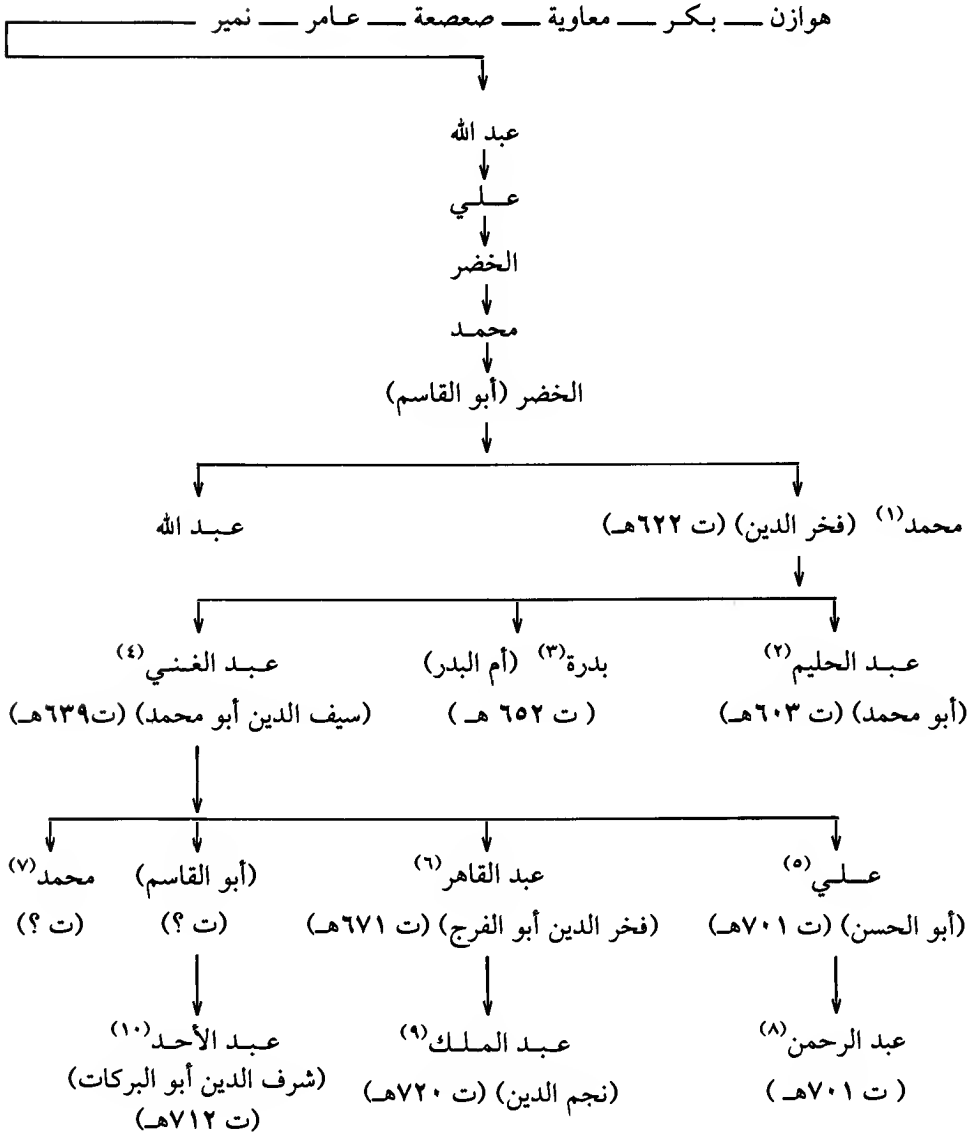 هوازن — بكر — معاوية — صعصعة — عامر — نمير
عبد الله
علي
الخضر
محمد
الخضر (أبو القاسم)
محمد(١) (فخر الدين) (ت ٦٢٢هـ) عبد الله
عبد الحليم(٢) بدرة(٣) (أم البدر) عبد الغني(٤)
(أبو محمد) (ت ٦٠٣هـ) (ت ٦٥٢ هـ) (سيف الدين أبو محمد) (ت٦٣٩هـ)
علي(٥) عبد القاهر(٦) (أبو القاسم) محمد(٧)
(أبو الحسن) (ت ٧٠١هـ) (فخر الدين أبو الفرج) (ت ٦٧١هـ) (ت ؟) (ت ؟)
عبد الرحمن(٨) عبد الملك(٩) عبد الأحد(١٠)
(ت ٧٠١هـ) (نجم الدين) (ت ٧٢٠هـ) (شرف الدين أبو البركات)
(ت ٧١٢هـ)